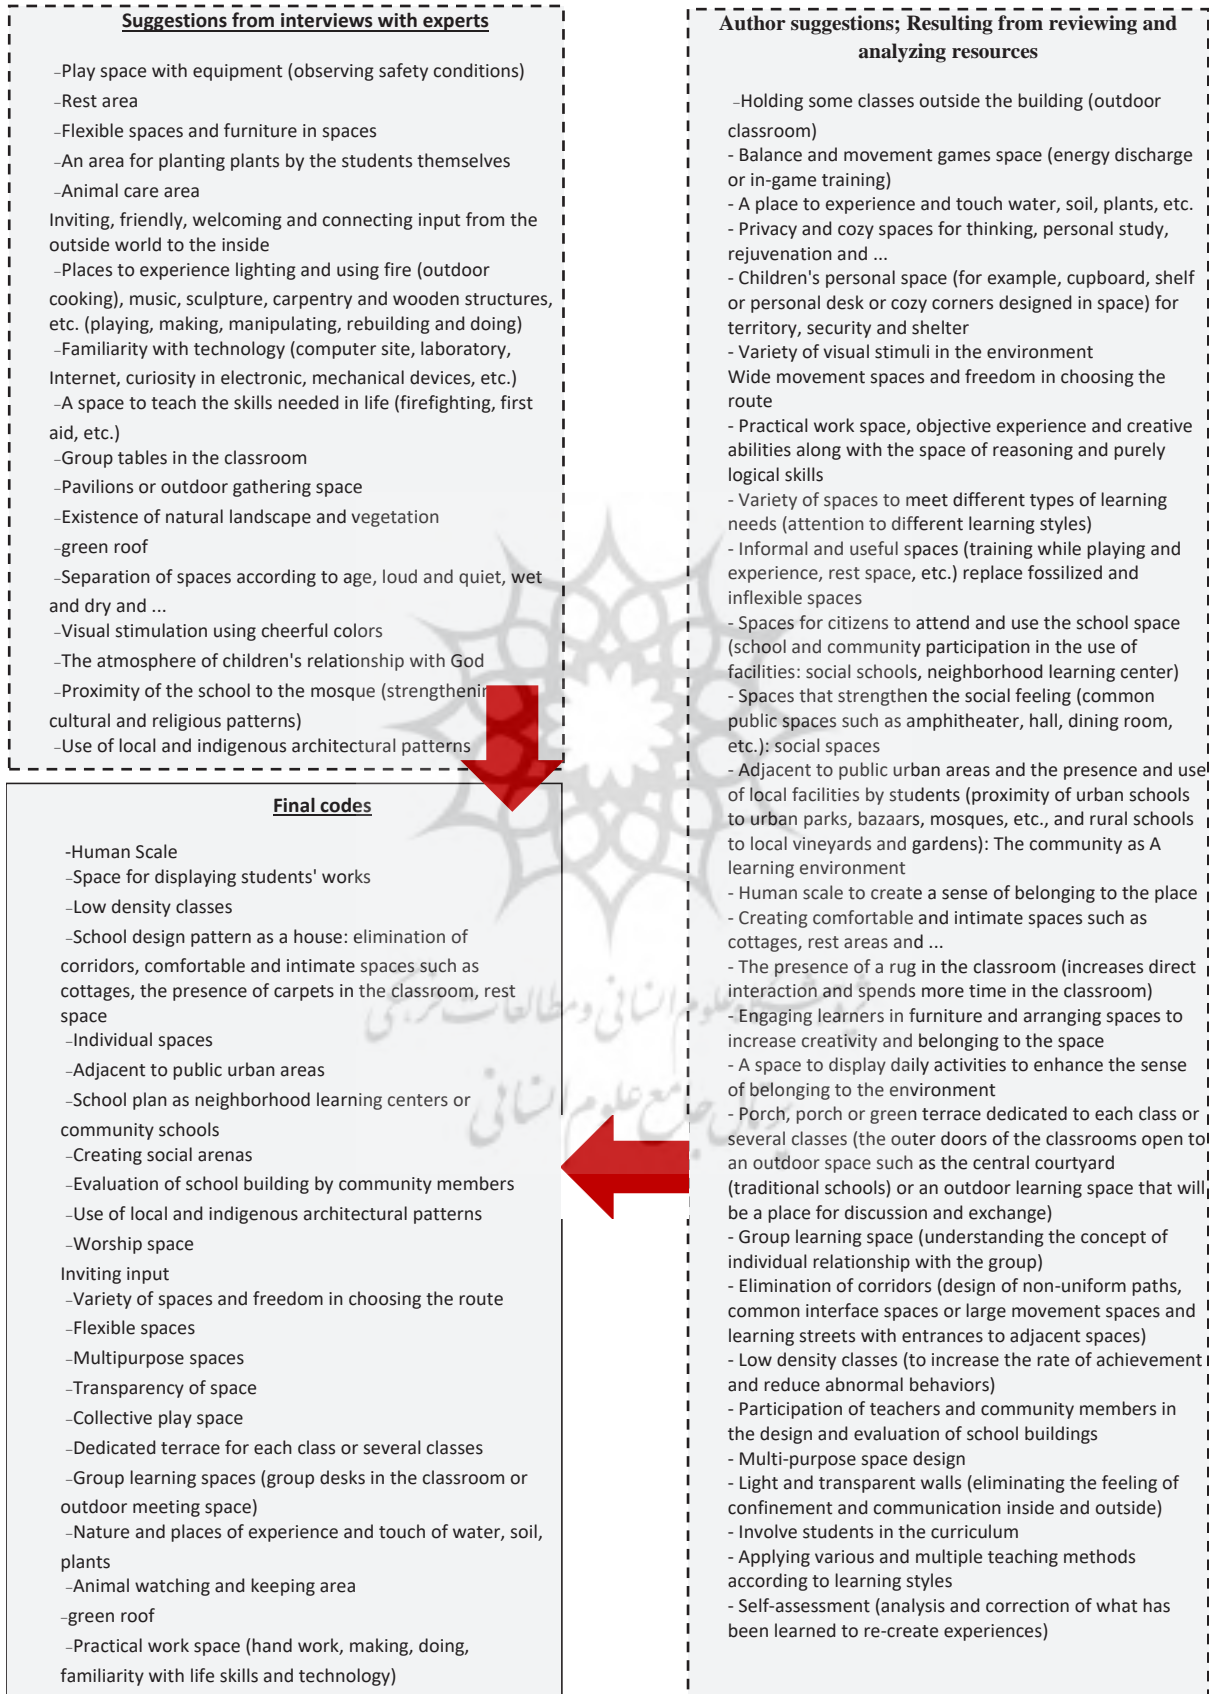 Suggestions from interviews with experts
–Play space with equipment (observing safety conditions)
–Rest area
–Flexible spaces and furniture in spaces
–An area for planting plants by the students themselves
–Animal care area
Inviting, friendly, welcoming and connecting input from the
outside world to the inside
–Places to experience lighting and using fire (outdoor
cooking), music, sculpture, carpentry and wooden structures,
etc. (playing, making, manipulating, rebuilding and doing)
–Familiarity with technology (computer site, laboratory,
Internet, curiosity in electronic, mechanical devices, etc.)
–A space to teach the skills needed in life (firefighting, first
aid, etc.)
–Group tables in the classroom
–Pavilions or outdoor gathering space
–Existence of natural landscape and vegetation
–green roof
–Separation of spaces according to age, loud and quiet, wet
and dry and ...
–Visual stimulation using cheerful colors
–The atmosphere of children's relationship with God
–Proximity of the school to the mosque (strengthenin
cultural and religious patterns)
–Use of local and indigenous architectural patterns
Final codes
-Human Scale
–Space for displaying students' works
–Low density classes
–School design pattern as a house: elimination of
corridors, comfortable and intimate spaces such as
cottages, the presence of carpets in the classroom, rest
space
–Individual spaces
–Adjacent to public urban areas
–School plan as neighborhood learning centers or
community schools
–Creating social arenas
–Evaluation of school building by community members
–Use of local and indigenous architectural patterns
–Worship space
Inviting input
–Variety of spaces and freedom in choosing the route
–Flexible spaces
–Multipurpose spaces
–Transparency of space
–Collective play space
–Dedicated terrace for each class or several classes
–Group learning spaces (group desks in the classroom or
outdoor meeting space)
–Nature and places of experience and touch of water, soil,
plants
–Animal watching and keeping area
–green roof
–Practical work space (hand work, making, doing,
familiarity with life skills and technology)
Author suggestions; Resulting from reviewing and
analyzing resources
–Holding some classes outside the building (outdoor
classroom)
- Balance and movement games space (energy discharge
or in-game training)
- A place to experience and touch water, soil, plants, etc.
- Privacy and cozy spaces for thinking, personal study,
rejuvenation and ...
- Children's personal space (for example, cupboard, shelf
or personal desk or cozy corners designed in space) for
territory, security and shelter
- Variety of visual stimuli in the environment
Wide movement spaces and freedom in choosing the
route
- Practical work space, objective experience and creative
abilities along with the space of reasoning and purely
logical skills
- Variety of spaces to meet different types of learning
needs (attention to different learning styles)
- Informal and useful spaces (training while playing and
experience, rest space, etc.) replace fossilized and
inflexible spaces
- Spaces for citizens to attend and use the school space
(school and community participation in the use of
facilities: social schools, neighborhood learning center)
- Spaces that strengthen the social feeling (common
public spaces such as amphitheater, hall, dining room,
etc.): social spaces
- Adjacent to public urban areas and the presence and use
of local facilities by students (proximity of urban schools
to urban parks, bazaars, mosques, etc., and rural schools
to local vineyards and gardens): The community as A
learning environment
- Human scale to create a sense of belonging to the place
- Creating comfortable and intimate spaces such as
cottages, rest areas and ...
- The presence of a rug in the classroom (increases direct
interaction and spends more time in the classroom)
- Engaging learners in furniture and arranging spaces to
increase creativity and belonging to the space
- A space to display daily activities to enhance the sense
of belonging to the environment
- Porch, porch or green terrace dedicated to each class or
several classes (the outer doors of the classrooms open to
an outdoor space such as the central courtyard
(traditional schools) or an outdoor learning space that will
be a place for discussion and exchange)
- Group learning space (understanding the concept of
individual relationship with the group)
- Elimination of corridors (design of non-uniform paths,
common interface spaces or large movement spaces and
learning streets with entrances to adjacent spaces)
- Low density classes (to increase the rate of achievement
and reduce abnormal behaviors)
- Participation of teachers and community members in
the design and evaluation of school buildings
- Multi-purpose space design
- Light and transparent walls (eliminating the feeling of
confinement and communication inside and outside)
- Involve students in the curriculum
- Applying various and multiple teaching methods
according to learning styles
- Self-assessment (analysis and correction of what has
been learned to re-create experiences)
پژوهشگاه علوم انسانی و مطالعات فرهنگی
پرتال جامع علوم انسانی